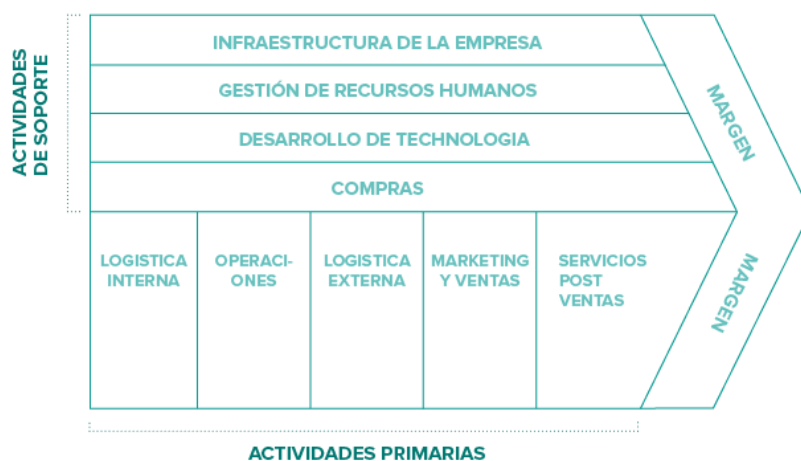 ACTIVIDADES
DE SOPORTE
INFRAESTRUCTURA DE LA EMPRESA
GESTIÓN DE RECURSOS HUMANOS
DESARROLLO DE TECHNOLOGIA
COMPRAS
MARGEN
LOGISTICA
INTERNA
OPERACI-
ONES
LOGISTICA
EXTERNA
MARKETING
Y VENTAS
SERVICIOS
POST
VENTAS
MARGEN
ACTIVIDADES PRIMARIAS